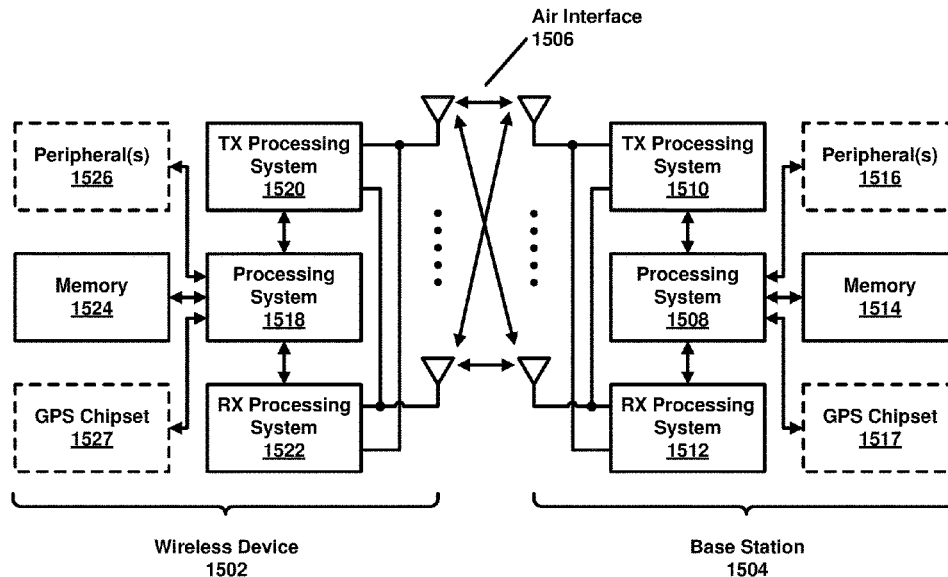 Air Interface
1506
Peripheral(s)
1526
TX Processing
System
1520
TX Processing
System
1510
Peripheral(s)
1516
Memory
1524
Processing
System
1518
Processing
System
1508
Memory
1514
GPS Chipset
1527
RX Processing
System
1522
RX Processing
System
1512
GPS Chipset
1517
Wireless Device
1502
Base Station
1504